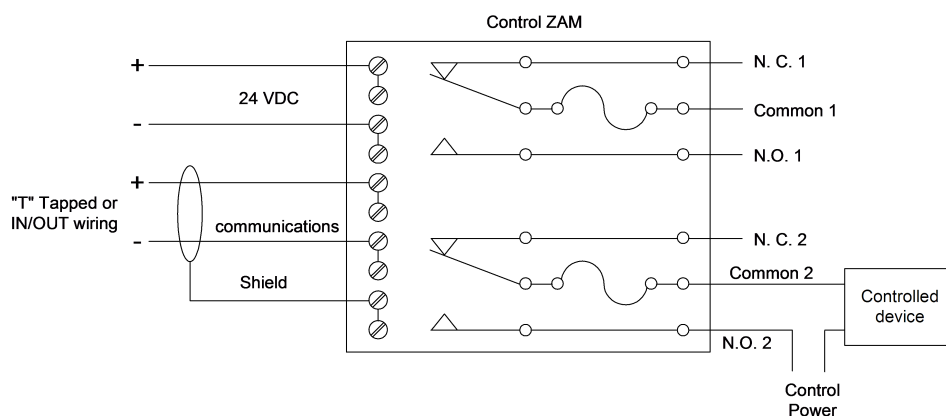 Control ZAM
+
24 VDC
-
+
"T" Tapped or
IN/OUT wiring
communications
-
Shield
N. C. 1
Common 1
N.O. 1
N. C. 2
Common 2
N.O. 2
Controlled
device
Control
Power